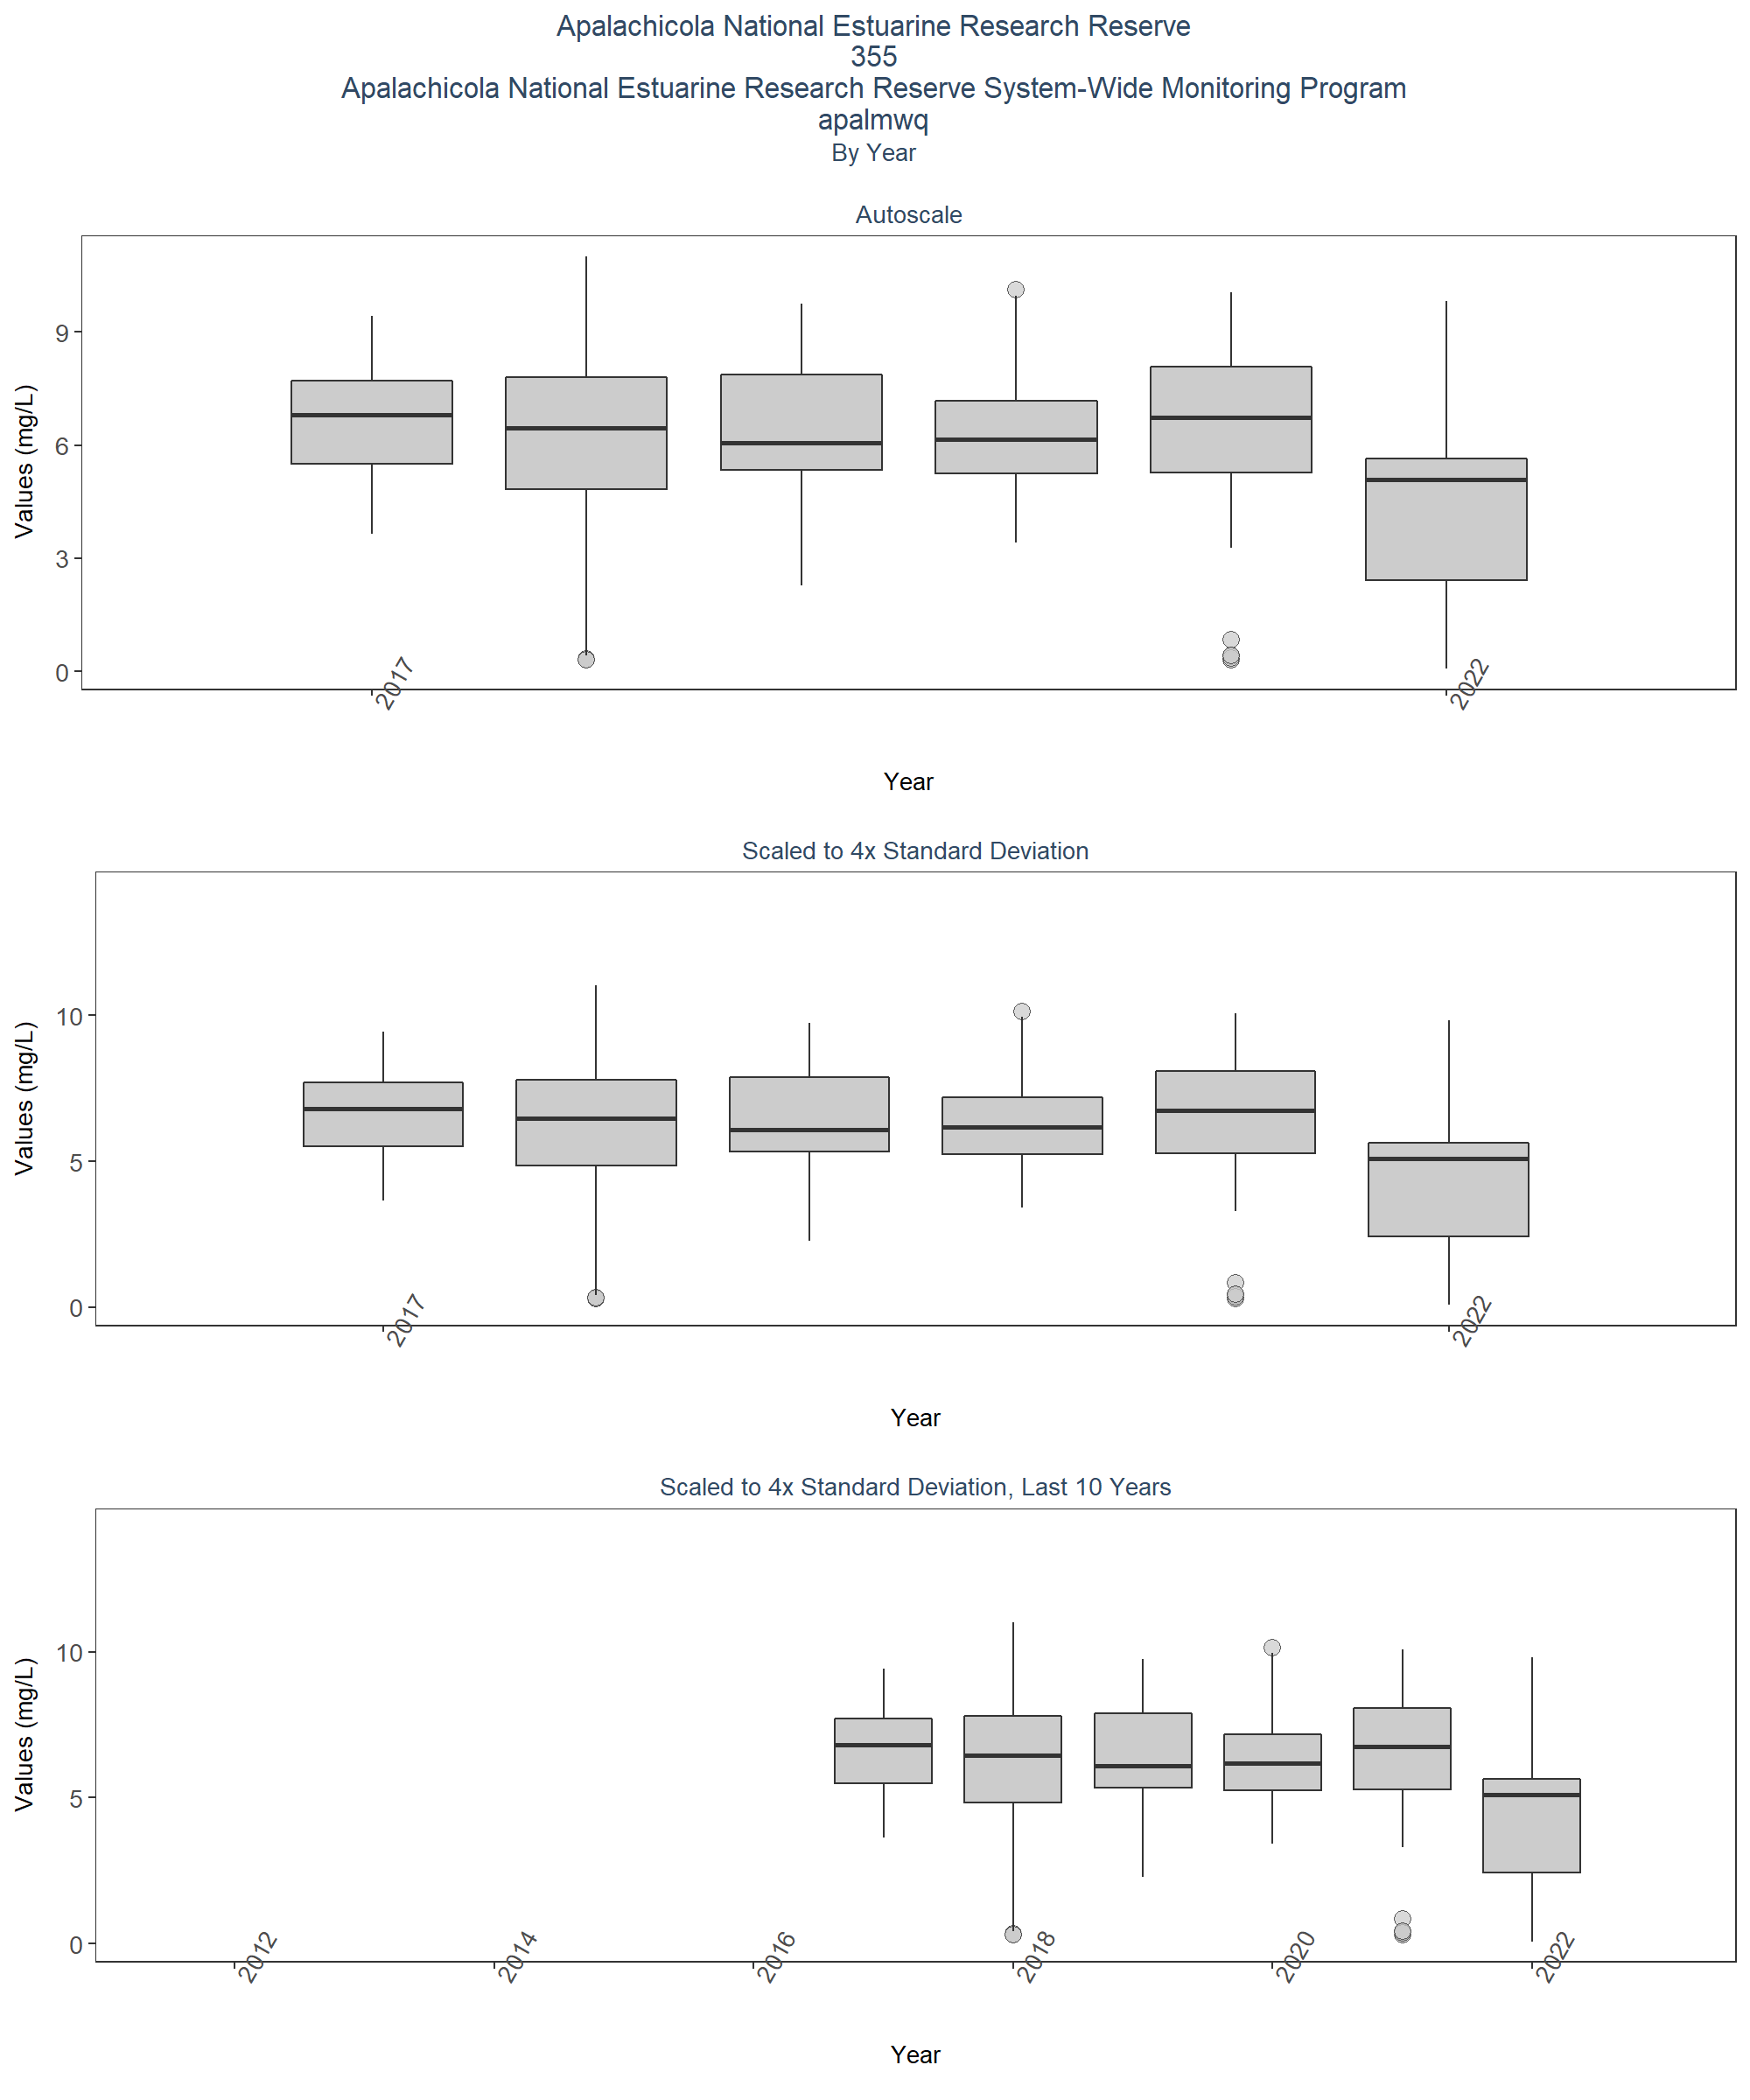 Apalachicola National Estuarine Research Reserve
355
Apalachicola National Estuarine Research Reserve System-Wide Monitoring Program
apalmwq
By Year
Autoscale
Values (mg/L)
9
6
3
0
2017
2022
Year
Scaled to 4x Standard Deviation
Values (mg/L)
10
5
0
2017
2022
Year
Scaled to 4x Standard Deviation, Last 10 Years
Values (mg/L)
10
5
0
2012
2014
2016
2018
2020
2022
Year